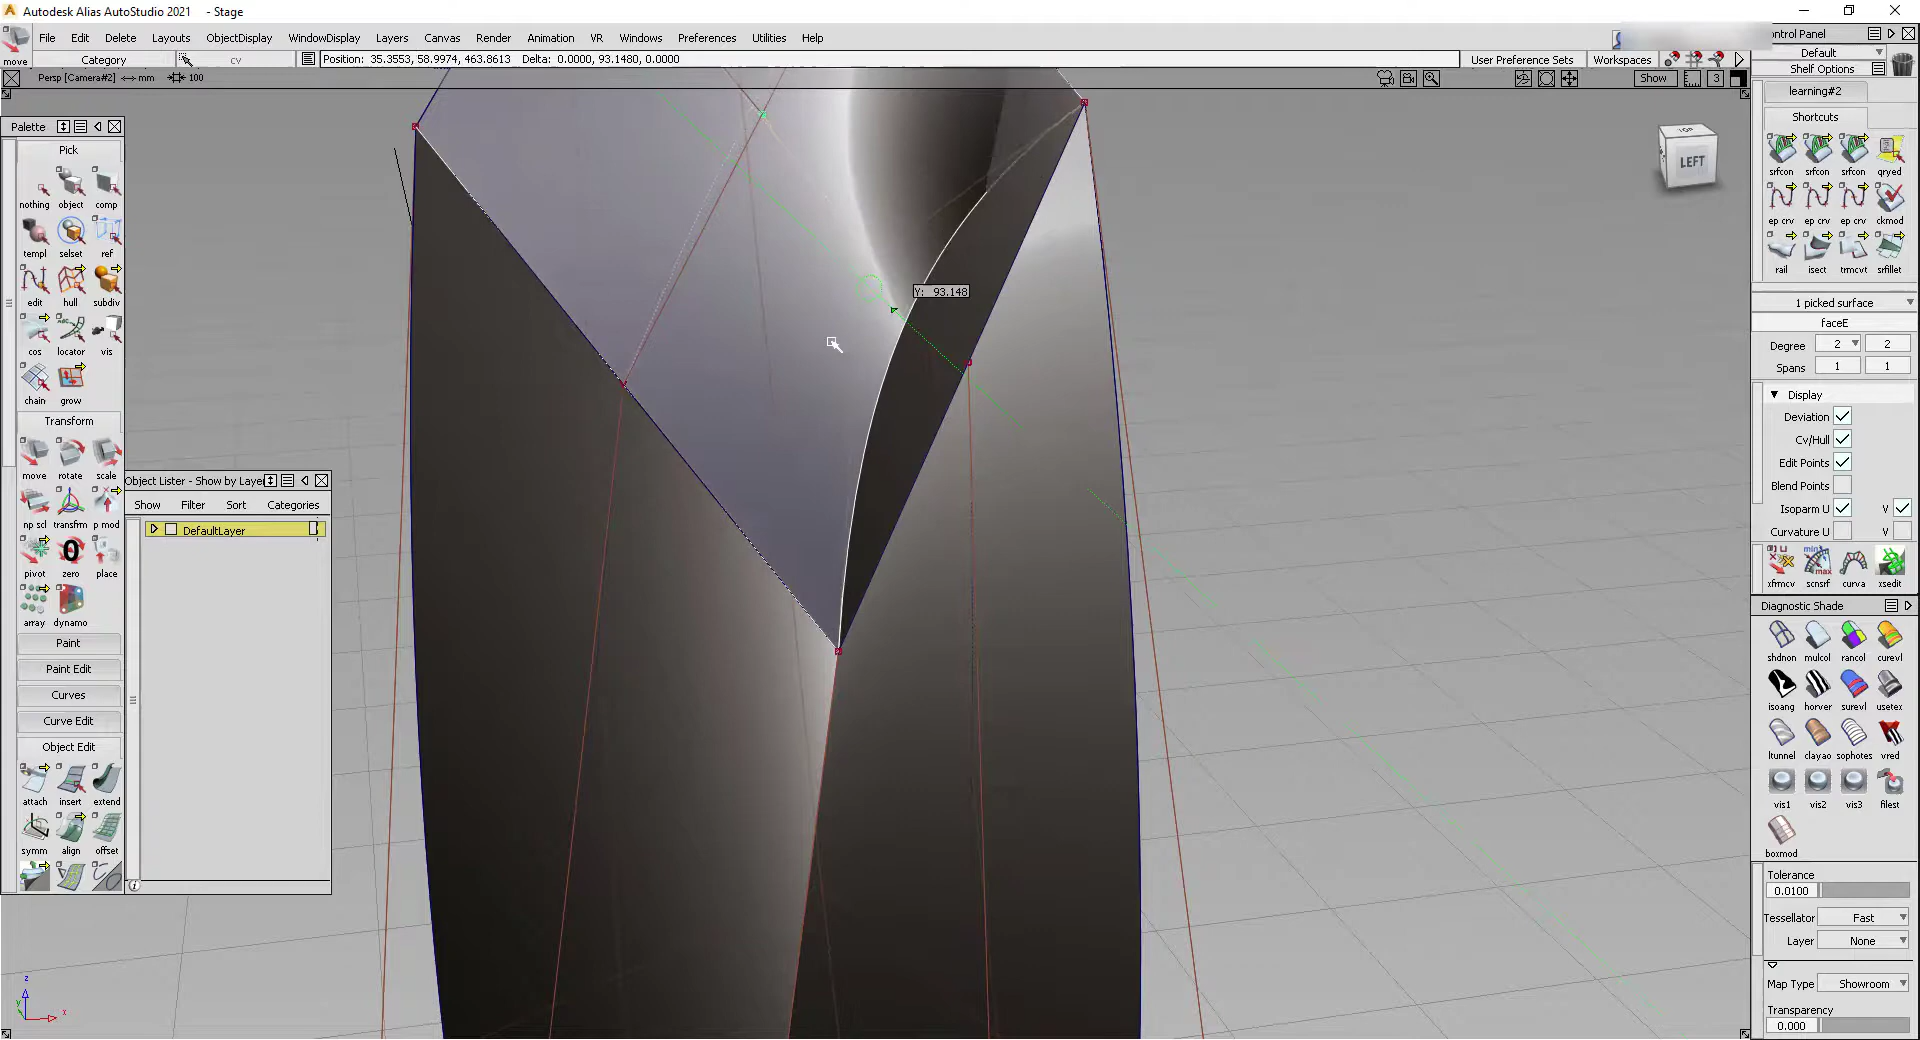 Autodesk Alias AutoStudio 2021 - Stage
File Edit Delete Layouts ObjectDisplay WindowDisplay Layers Canvas Render Animation VR Windows Preferences Utilities Help
move
Category
cv
Position: 35.3553, 58.9974, 463.8613 Delta: 0.0000, 93.1480, 0.0000
User Preference Sets
Workspaces
Persp [Camera#2] <-> mm
100
Show
3
Palette
Pick
nothing object comp
templ selset ref
edit hull subdiv
cos locator vis
chain grow
Transform
move rotate scale
np scl transfrm p mod
pivot zero place
array dynamo
Paint
Paint Edit
Curves
Curve Edit
Object Edit
attach insert extend
symm align offset
Object Lister - Show by Layer
Show Filter Sort Categories
DefaultLayer
Y: 93.148
TOP
LEFT
z
y
x
ontrol Panel
Default
Shelf Options
learning#2
Shortcuts
srfcon srfcon srfcon qryed
ep crv ep crv ep crv ckmod
rail isect trmcvt srfillet
1 picked surface
faceE
Degree 2 2
Spans 1 1
Display
Deviation
Cv/Hull
Edit Points
Blend Points
Isoparm U V
Curvature U V
xfrmcv scnsrf curva xsedit
Diagnostic Shade
shdnon mulcol rancol curevl
isoang horver surevl usetex
ltunnel clayao sophotes vred
vis1 vis2 vis3 filest
boxmod
Tolerance
0.0100
Tessellator Fast
Layer None
Map Type Showroom
Transparency
0.000